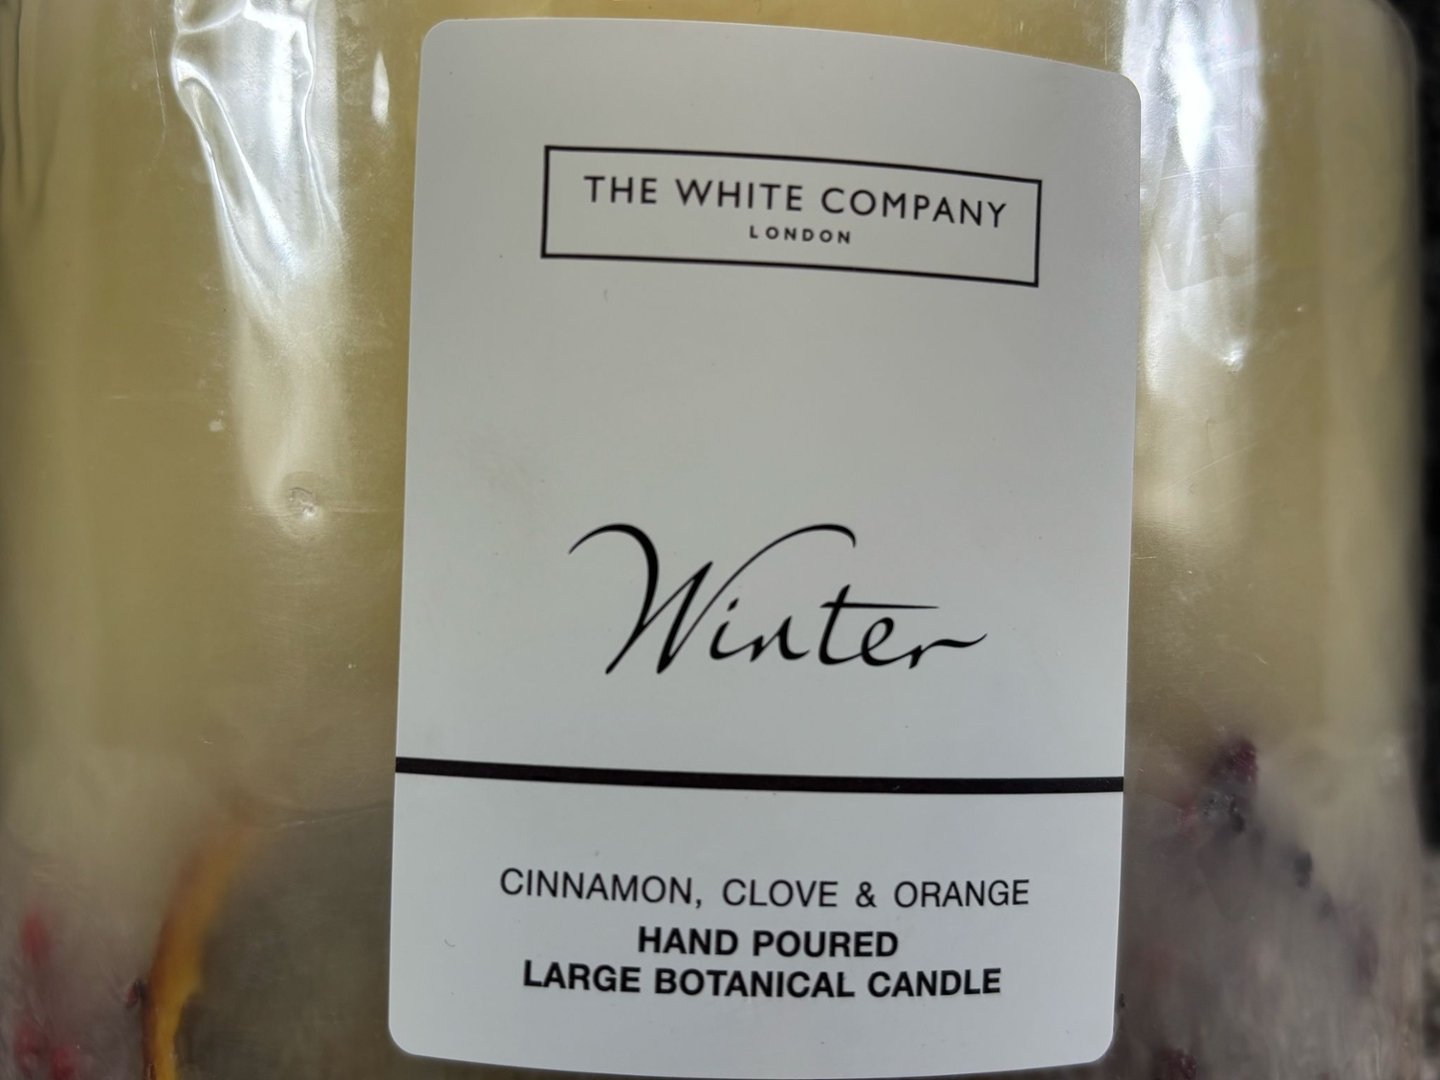 THE WHITE COMPANY
LONDON
Winter
CINNAMON, CLOVE & ORANGE
HAND POURED
LARGE BOTANICAL CANDLE